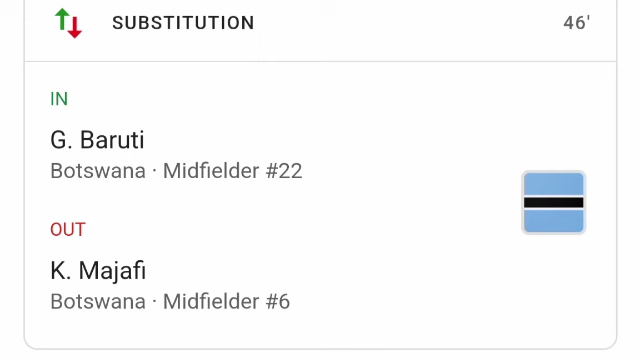 SUBSTITUTION 46'
IN
G. Baruti
Botswana · Midfielder #22
OUT
K. Majafi
Botswana · Midfielder #6